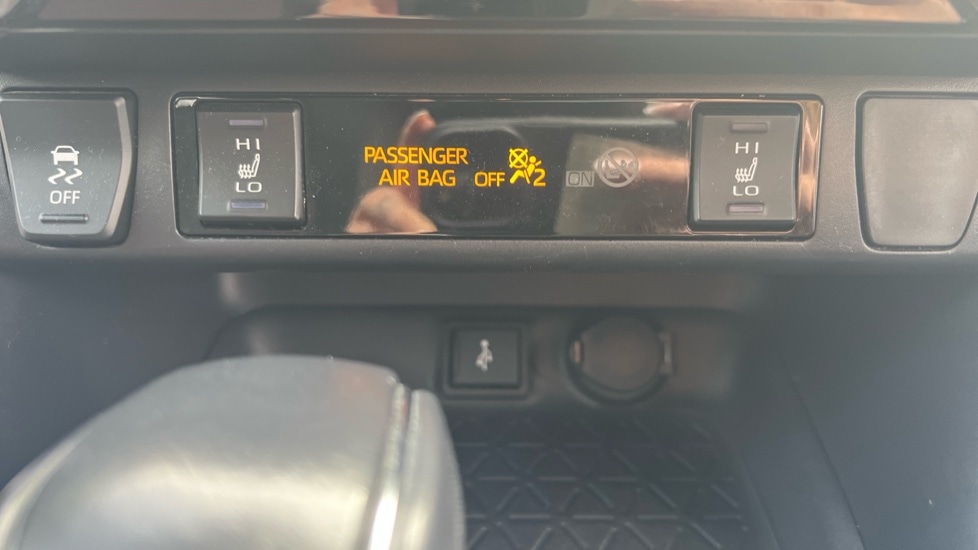 OFF
HI
LO
PASSENGER
AIR BAG OFF 2
ON
HI
LO